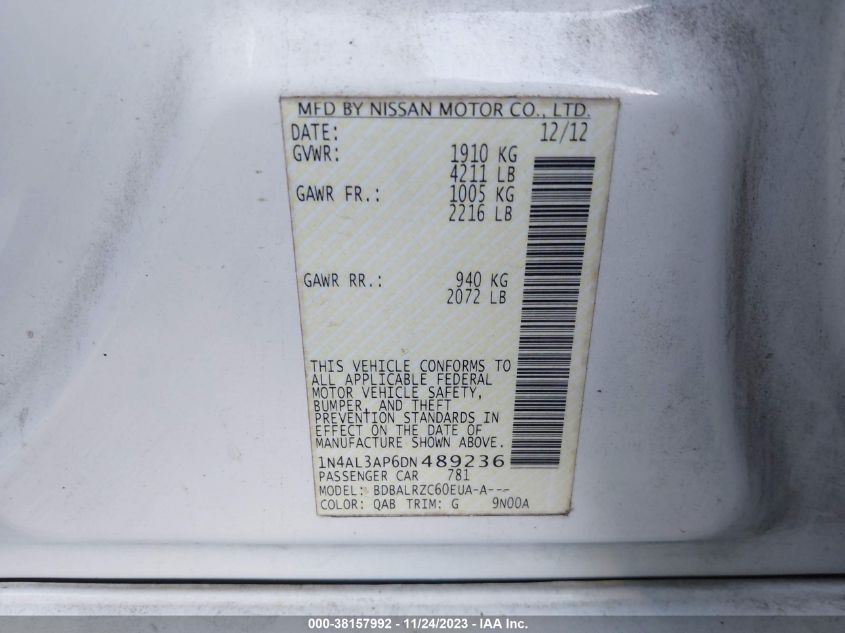 MFD BY NISSAN MOTOR CO., LTD.
DATE: 12/12
GVWR: 1910 KG
4211 LB
GAWR FR.: 1005 KG
2216 LB
GAWR RR.: 940 KG
2072 LB
THIS VEHICLE CONFORMS TO
ALL APPLICABLE FEDERAL
MOTOR VEHICLE SAFETY,
BUMPER, AND THEFT
PREVENTION STANDARDS IN
EFFECT ON THE DATE OF
MANUFACTURE SHOWN ABOVE.
1N4AL3AP6DN489236
PASSENGER CAR 781
MODEL: BDBALRZC60EUA-A---
COLOR: QAB TRIM: G 9N00A
000-38157992 - 11/24/2023 - IAA